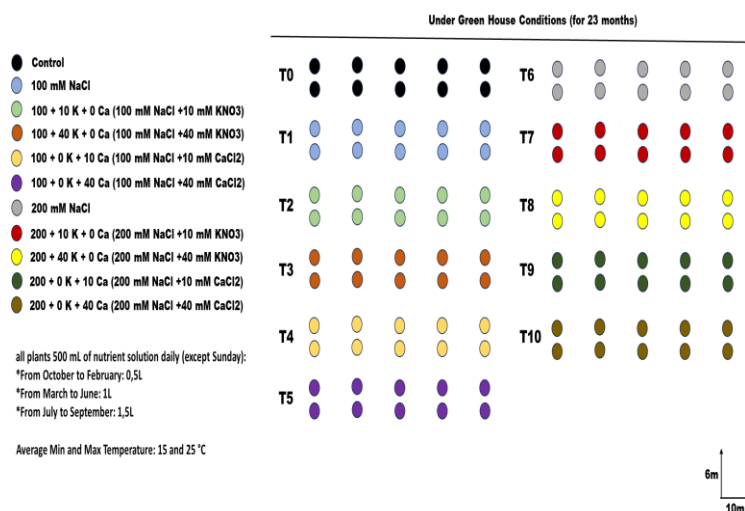 Under Green House Conditions (for 23 months)
Control
100 mM NaCl
100 + 10 K + 0 Ca (100 mM NaCl +10 mM KNO3)
100 + 40 K + 0 Ca (100 mM NaCl +40 mM KNO3)
100 + 0 K + 10 (100 mM NaCl +10 mM CaCl2)
100 + 0 K + 40 (100 mM NaCl +40 mM CaCl2)
200 mM NaCl
200 + 10 K + 0 Ca (200 mM NaCl +10 mM KNO3)
200 + 40 K + 0 Ca (200 mM NaCl +40 mM KNO3)
200 + 0 K + 10 Ca (200 mM NaCl +10 mM CaCl2)
200 + 0 K + 40 Ca (200 mM NaCl +40 mM CaCl2)
all plants 500 mL of nutrient solution daily (except Sunday):
*From October to February: 0,5L
*From March to June: 1L
*From July to September: 1,5L
Average Min and Max Temperature: 15 and 25 °C
T0
T1
T2
T3
T4
T5
T6
T7
T8
T9
T10
6m
10m